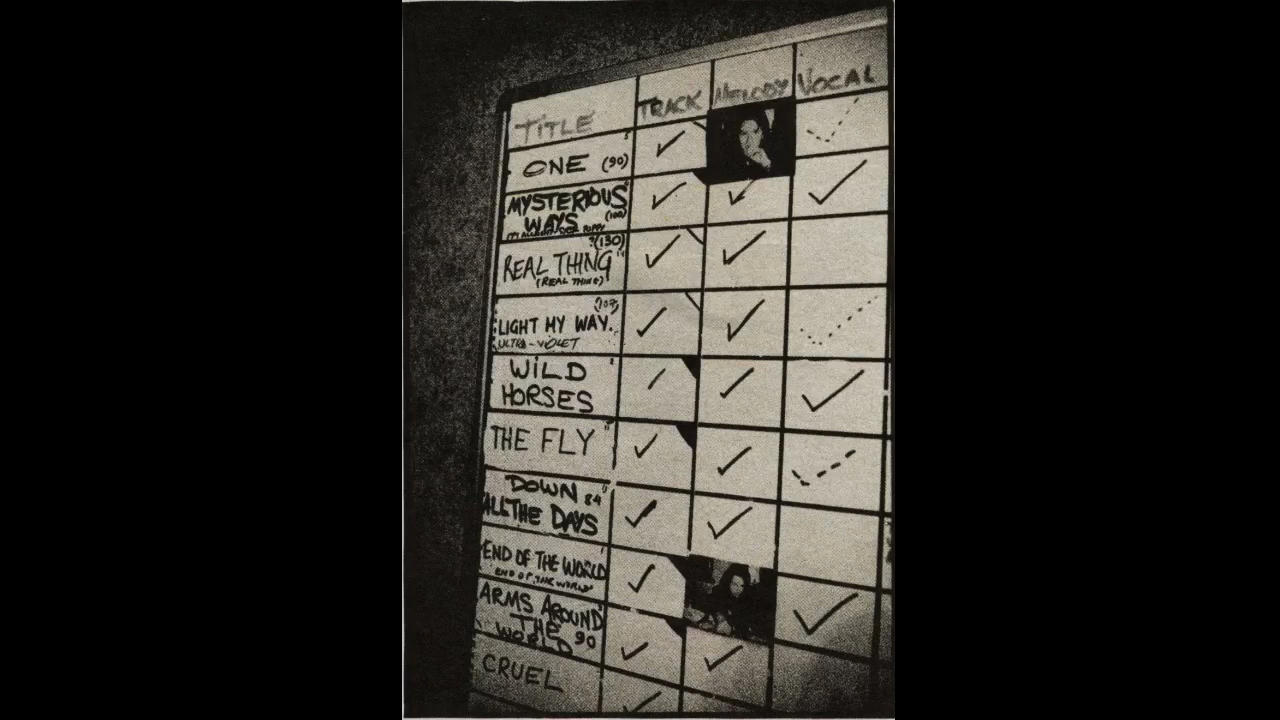 TITLE TRACK MELODY VOCAL
ONE (90)
MYSTERIOUS
WAYS (100)
?(130)
REAL THING
(REAL THING)
(107)
LIGHT MY WAY.
ULTRA-VIOLET
WILD
HORSES
THE FLY
DOWN 84
ALL THE DAYS
END OF THE WORLD
END OF THE WORLD
ARMS AROUND
THE
WORLD 90
CRUEL